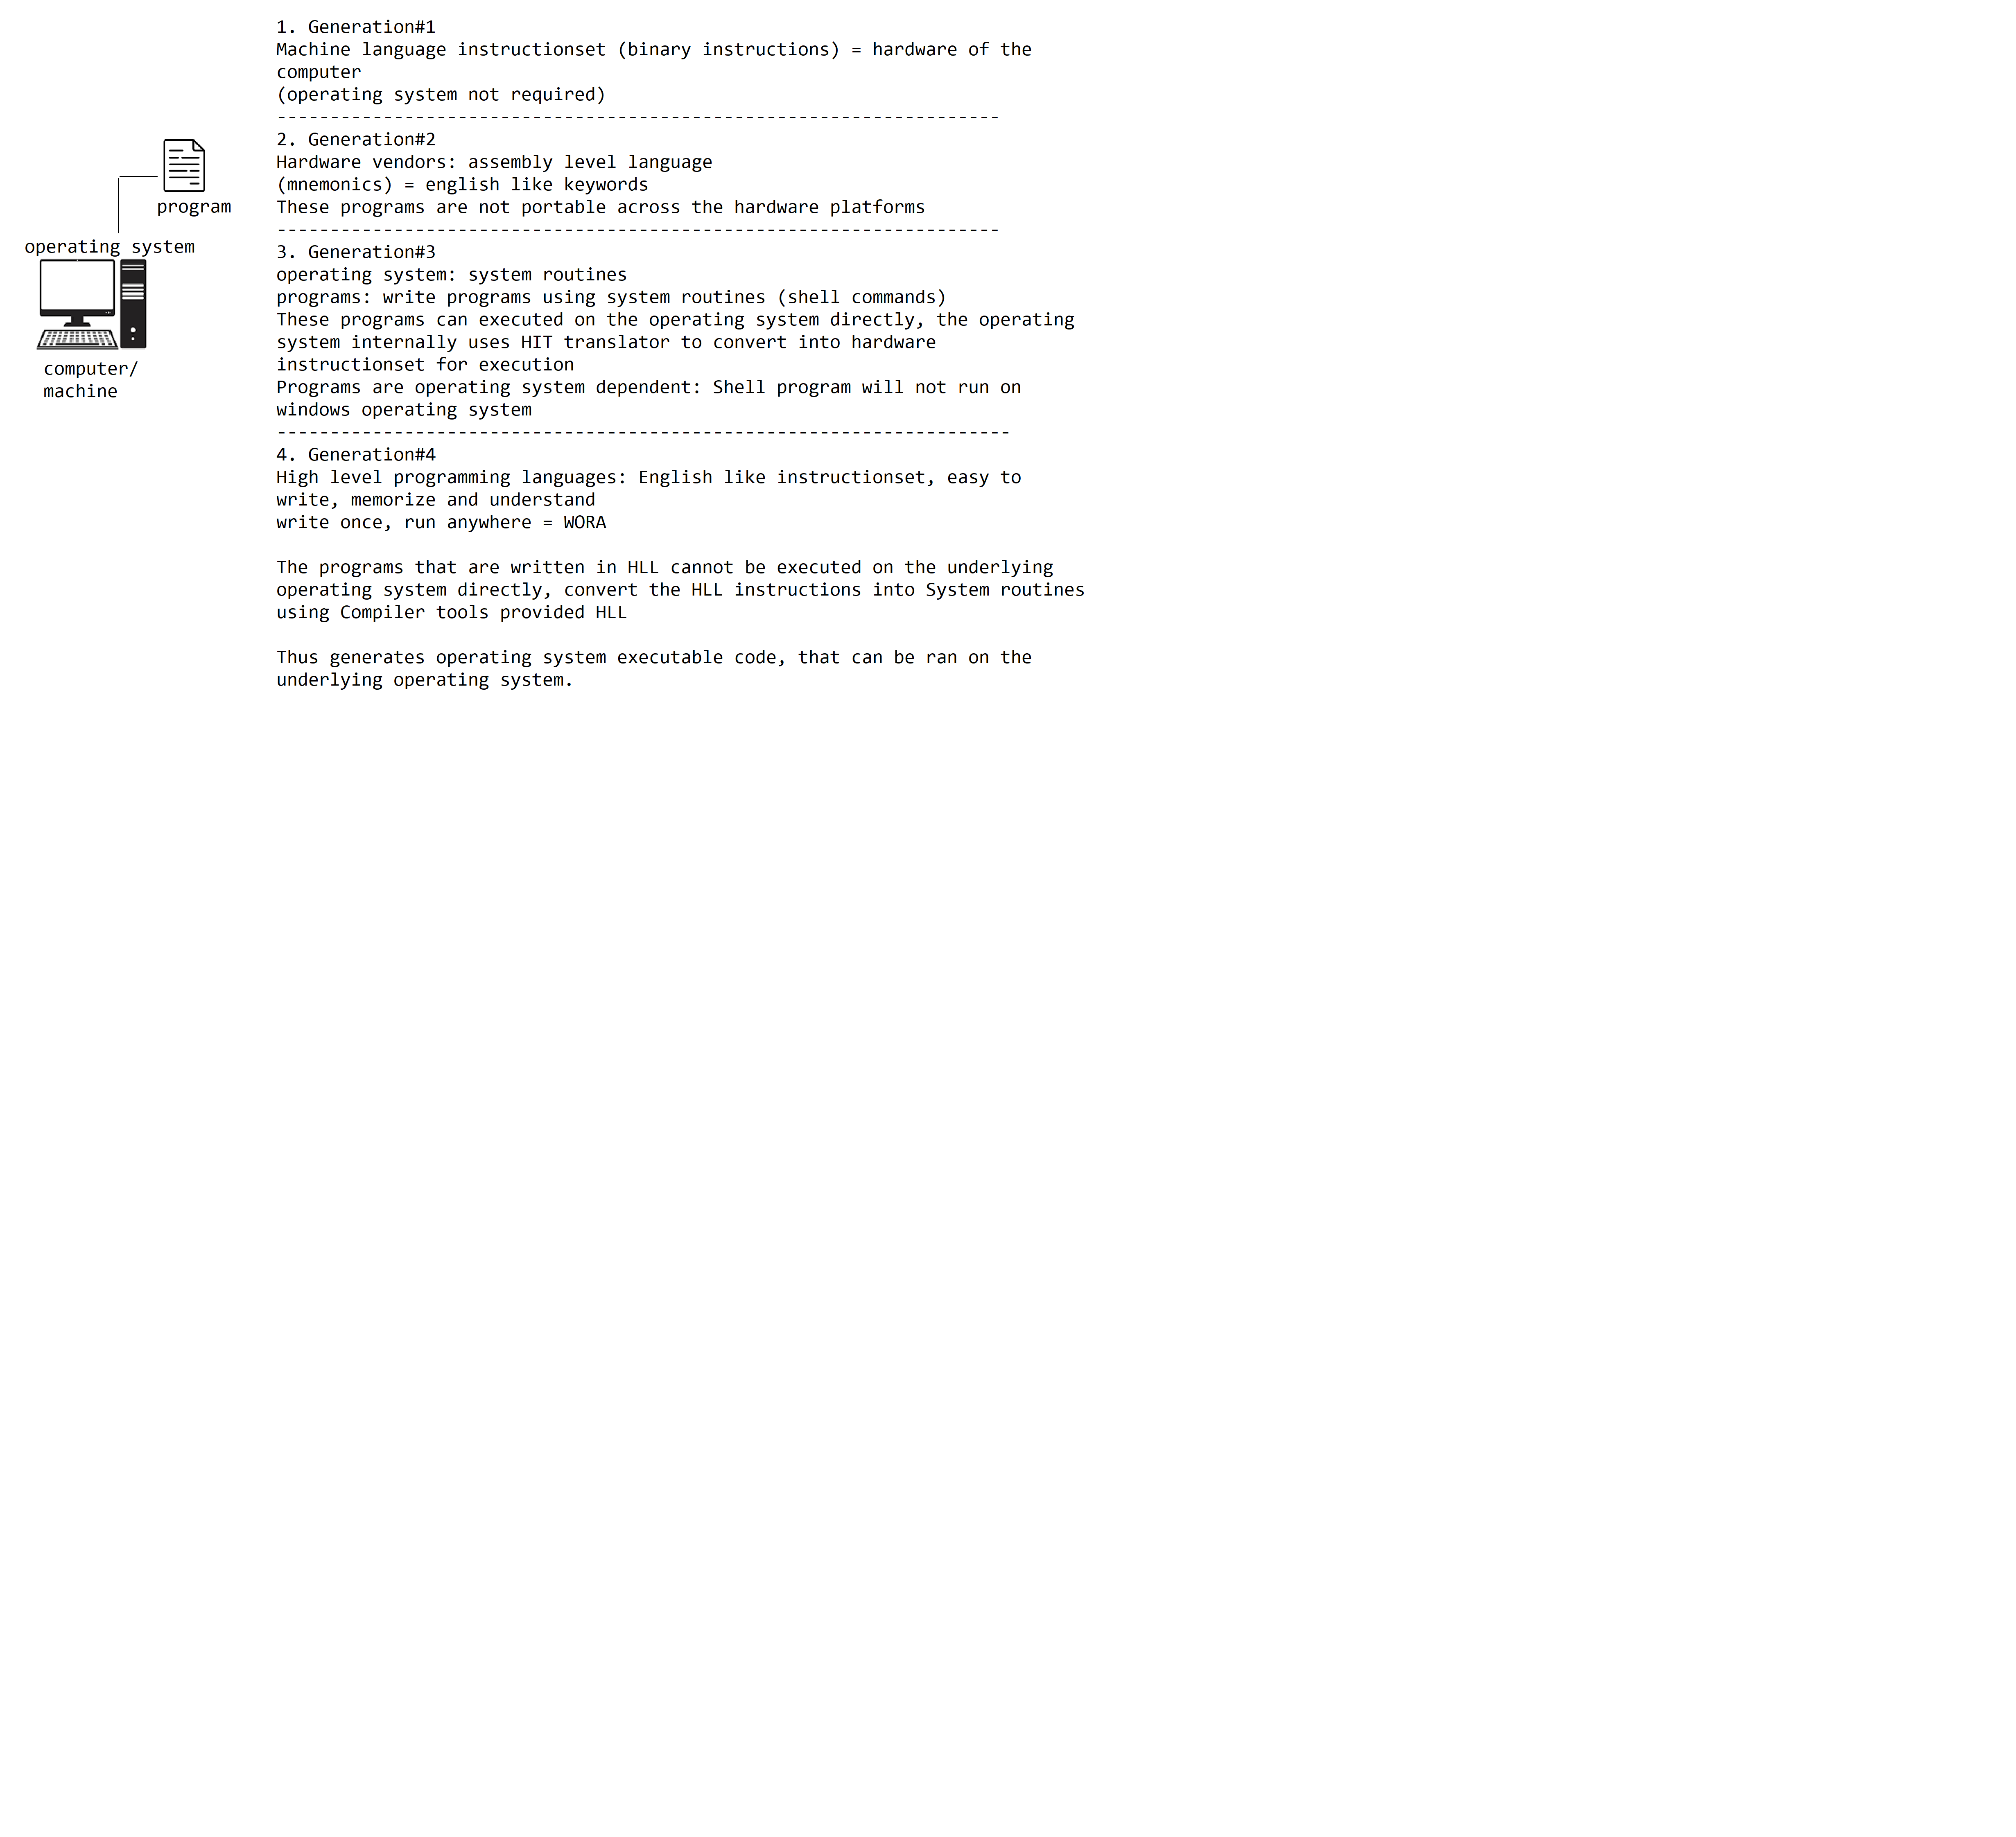 program
operating system
computer/
machine
1. Generation#1
Machine language instructionset (binary instructions) = hardware of the
computer
(operating system not required)
--------------------------------------------------------------------
2. Generation#2
Hardware vendors: assembly level language
(mnemonics) = english like keywords
These programs are not portable across the hardware platforms
--------------------------------------------------------------------
3. Generation#3
operating system: system routines
programs: write programs using system routines (shell commands)
These programs can executed on the operating system directly, the operating
system internally uses HIT translator to convert into hardware
instructionset for execution
Programs are operating system dependent: Shell program will not run on
windows operating system
---------------------------------------------------------------------
4. Generation#4
High level programming languages: English like instructionset, easy to
write, memorize and understand
write once, run anywhere = WORA
The programs that are written in HLL cannot be executed on the underlying
operating system directly, convert the HLL instructions into System routines
using Compiler tools provided HLL
Thus generates operating system executable code, that can be ran on the
underlying operating system.